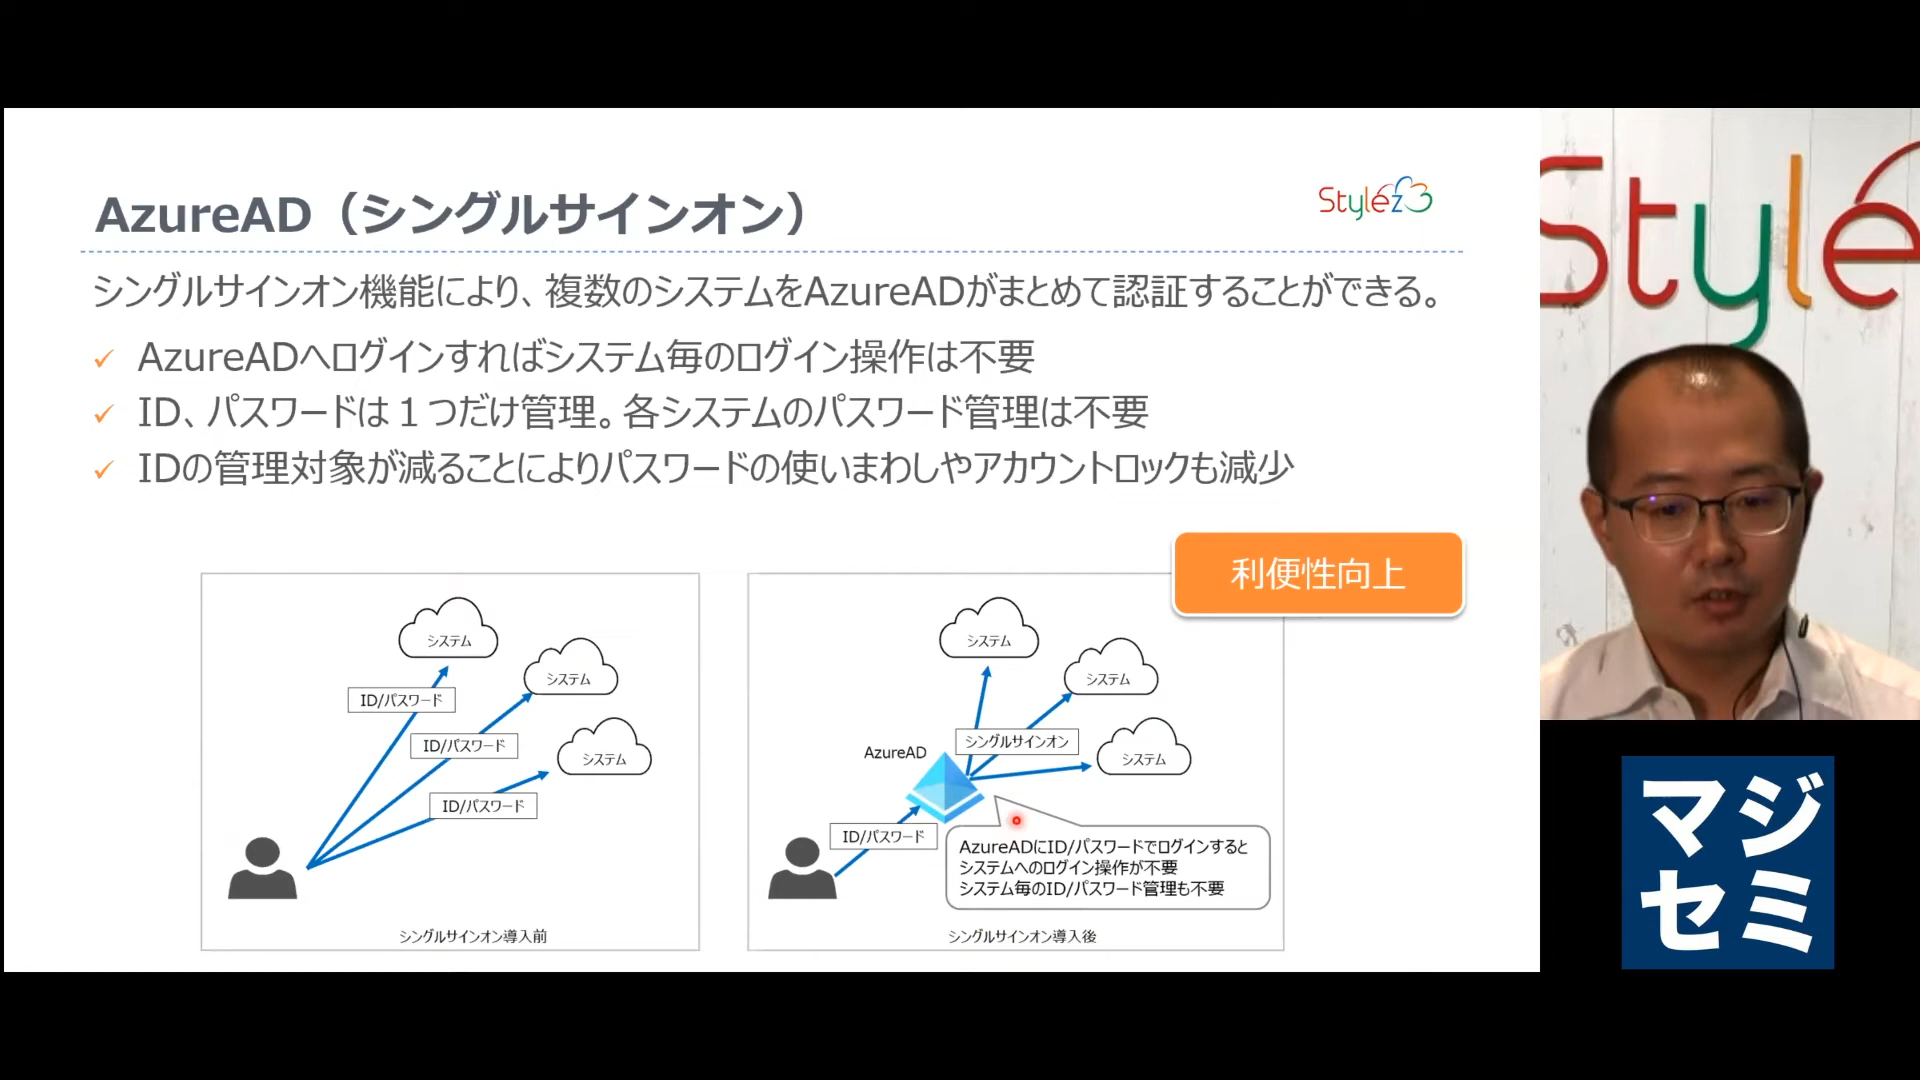 AzureAD（シングルサインオン）
Stylez
シングルサインオン機能により、複数のシステムをAzureADがまとめて認証することができる。
✓ AzureADへログインすればシステム毎のログイン操作は不要
✓ ID、パスワードは１つだけ管理。各システムのパスワード管理は不要
✓ IDの管理対象が減ることによりパスワードの使いまわしやアカウントロックも減少
利便性向上
システム
システム
システム
ID/パスワード
ID/パスワード
ID/パスワード
シングルサインオン導入前
システム
システム
システム
シングルサインオン
AzureAD
ID/パスワード
AzureADにID/パスワードでログインすると
システムへのログイン操作が不要
システム毎のID/パスワード管理も不要
シングルサインオン導入後
Style
マジ
セミ